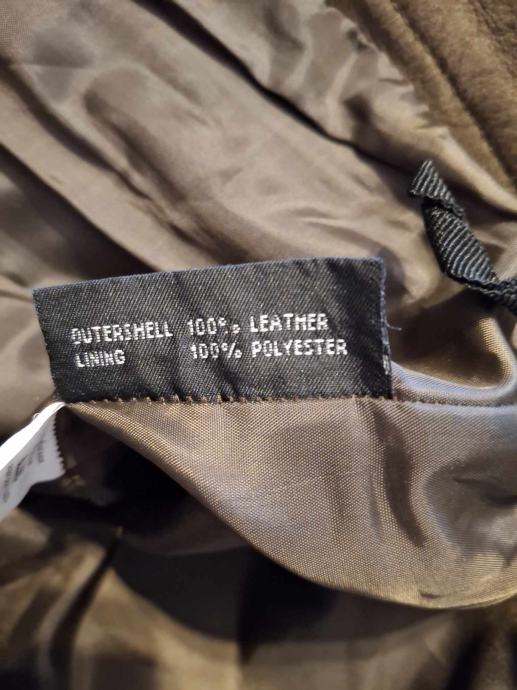 OUTERSHELL 100% LEATHER
LINING 100% POLYESTER